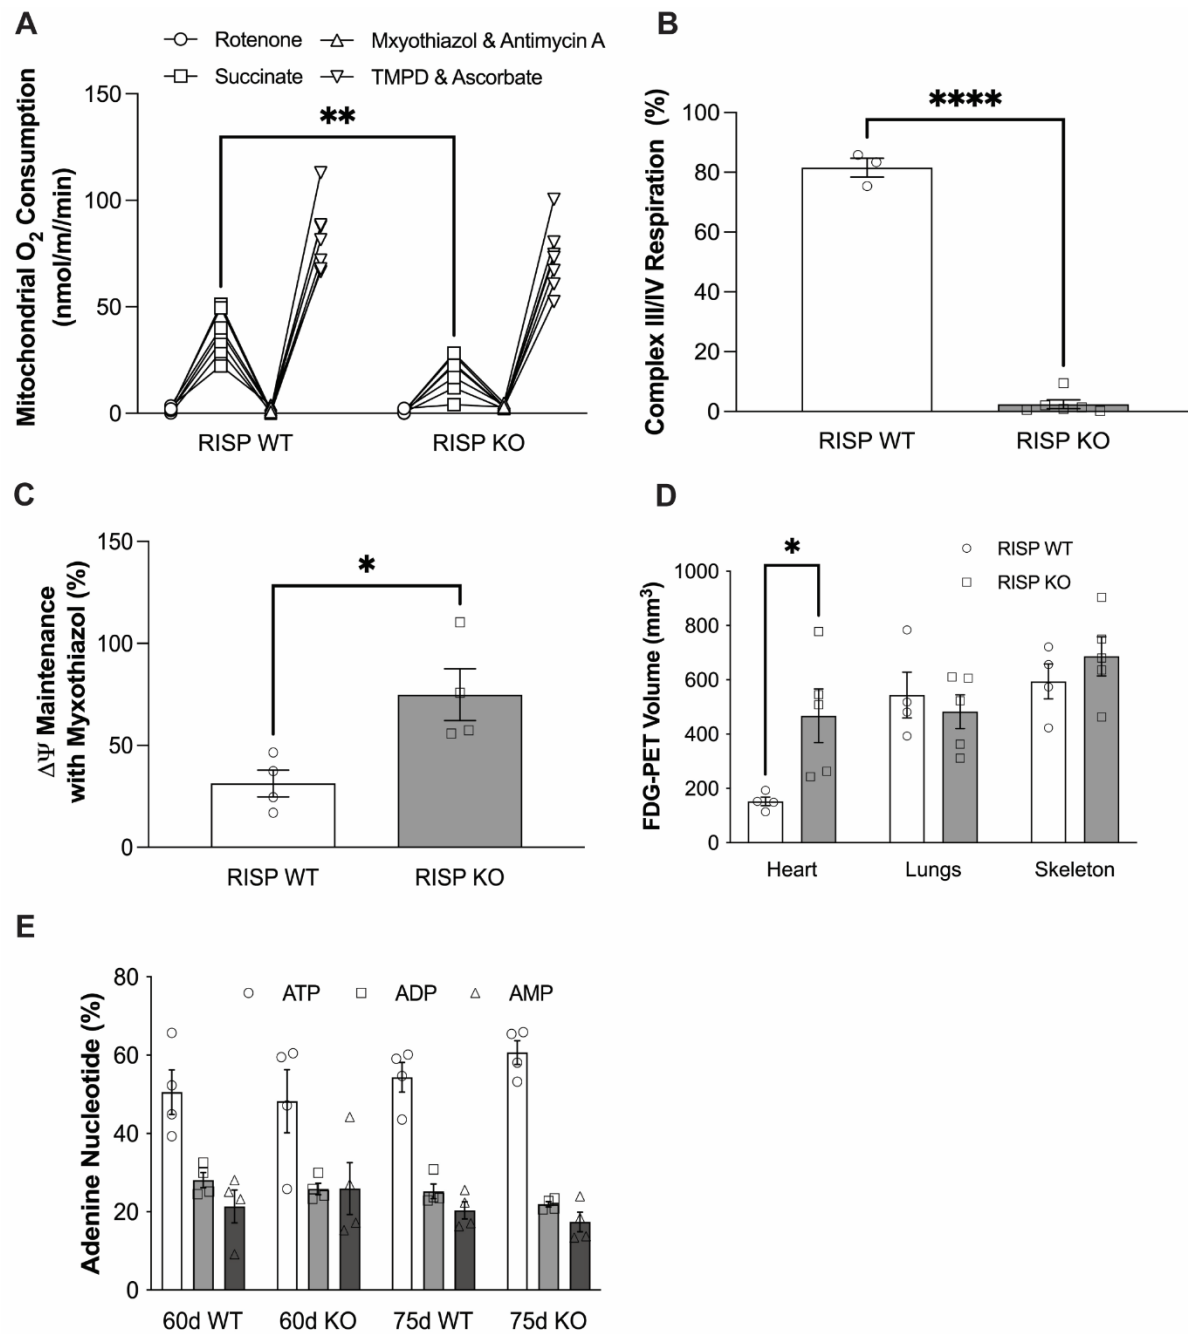 A
Rotenone
Mxyothiazol & Antimycin A
Succinate
TMPD & Ascorbate
Mitochondrial O2 Consumption
(nmol/m//min)
150
100
50
0
**
RISP WT
RISP KO
B
Complex III/IV Respiration (%)
100
80
60
40
20
0
****
RISP WT
RISP KO
C
ΔΨ Maintenance
with Myxothiazol (%)
150
100
50
0
*
RISP WT
RISP KO
D
RISP WT
RISP KO
FDG-PET Volume (mm3)
1000
800
600
400
200
0
*
Heart
Lungs
Skeleton
E
Adenine Nucleotide (%)
80
60
40
20
0
ATP
ADP
AMP
60d WT
60d KO
75d WT
75d KO